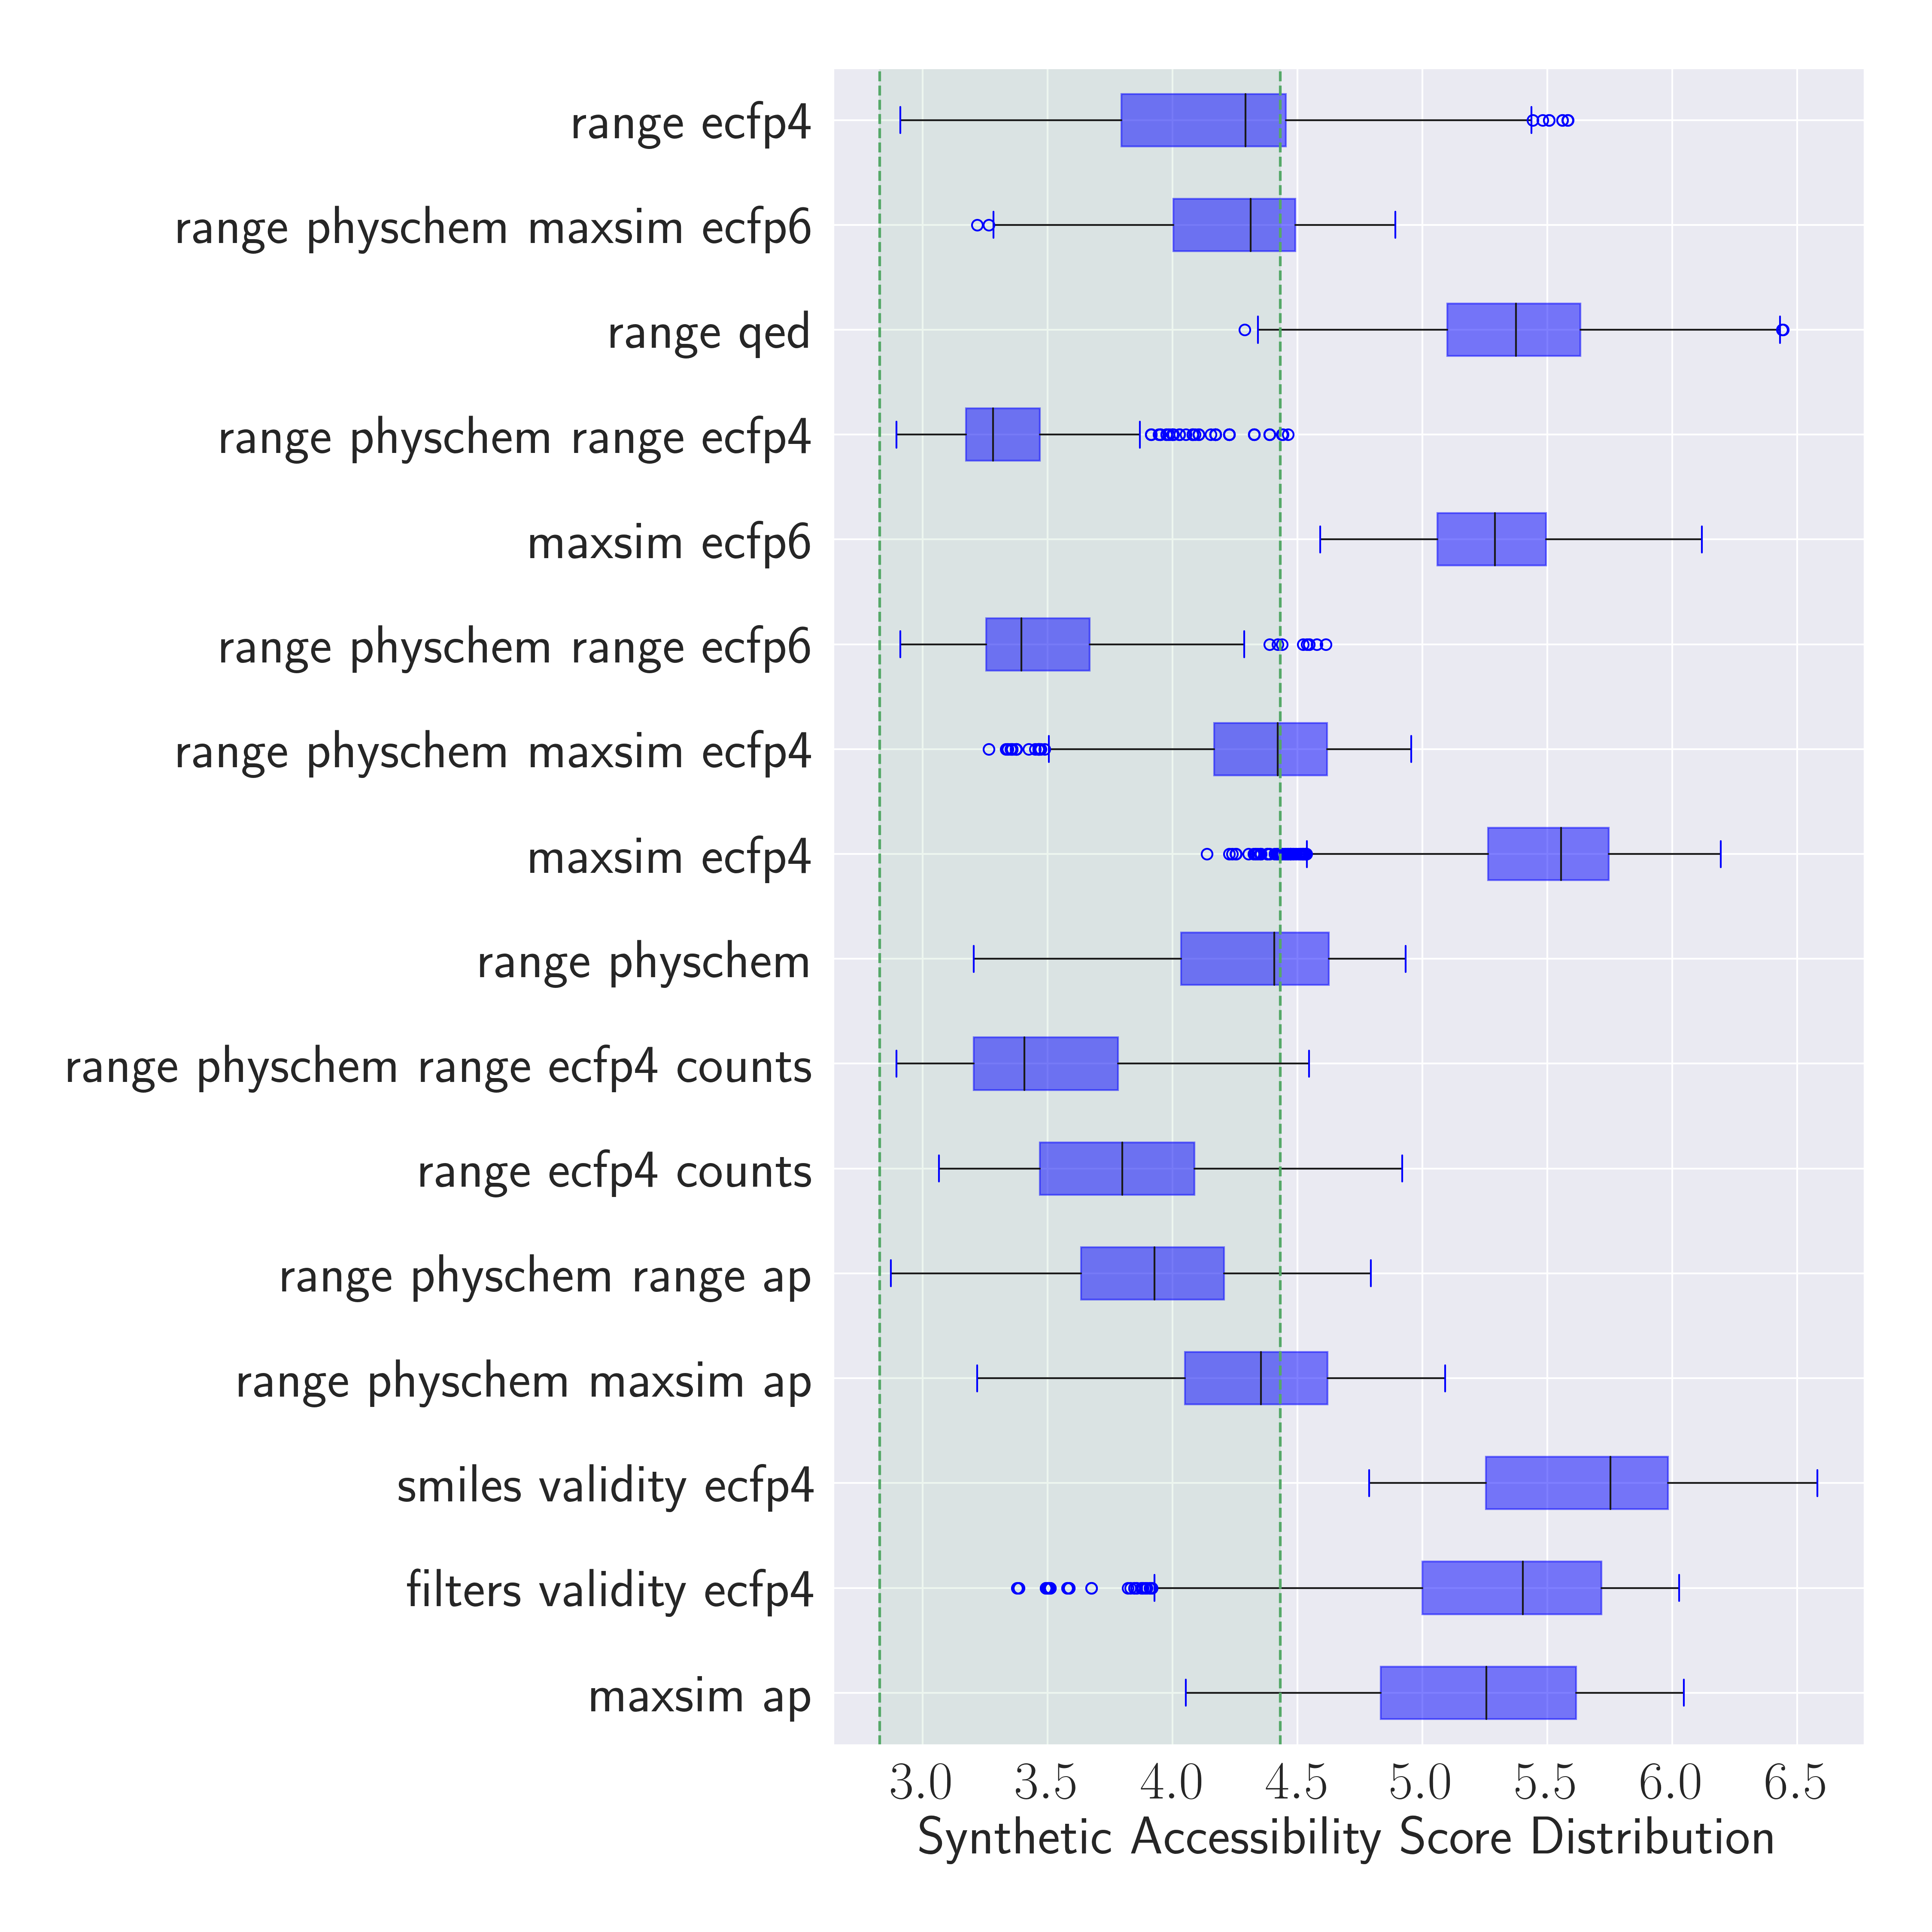 range ecfp4
range physchem maxsim ecfp6
range qed
range physchem range ecfp4
maxsim ecfp6
range physchem range ecfp6
range physchem maxsim ecfp4
maxsim ecfp4
range physchem
range physchem range ecfp4 counts
range ecfp4 counts
range physchem range ap
range physchem maxsim ap
smiles validity ecfp4
filters validity ecfp4
maxsim ap
3.0 3.5 4.0 4.5 5.0 5.5 6.0 6.5
Synthetic Accessibility Score Distribution